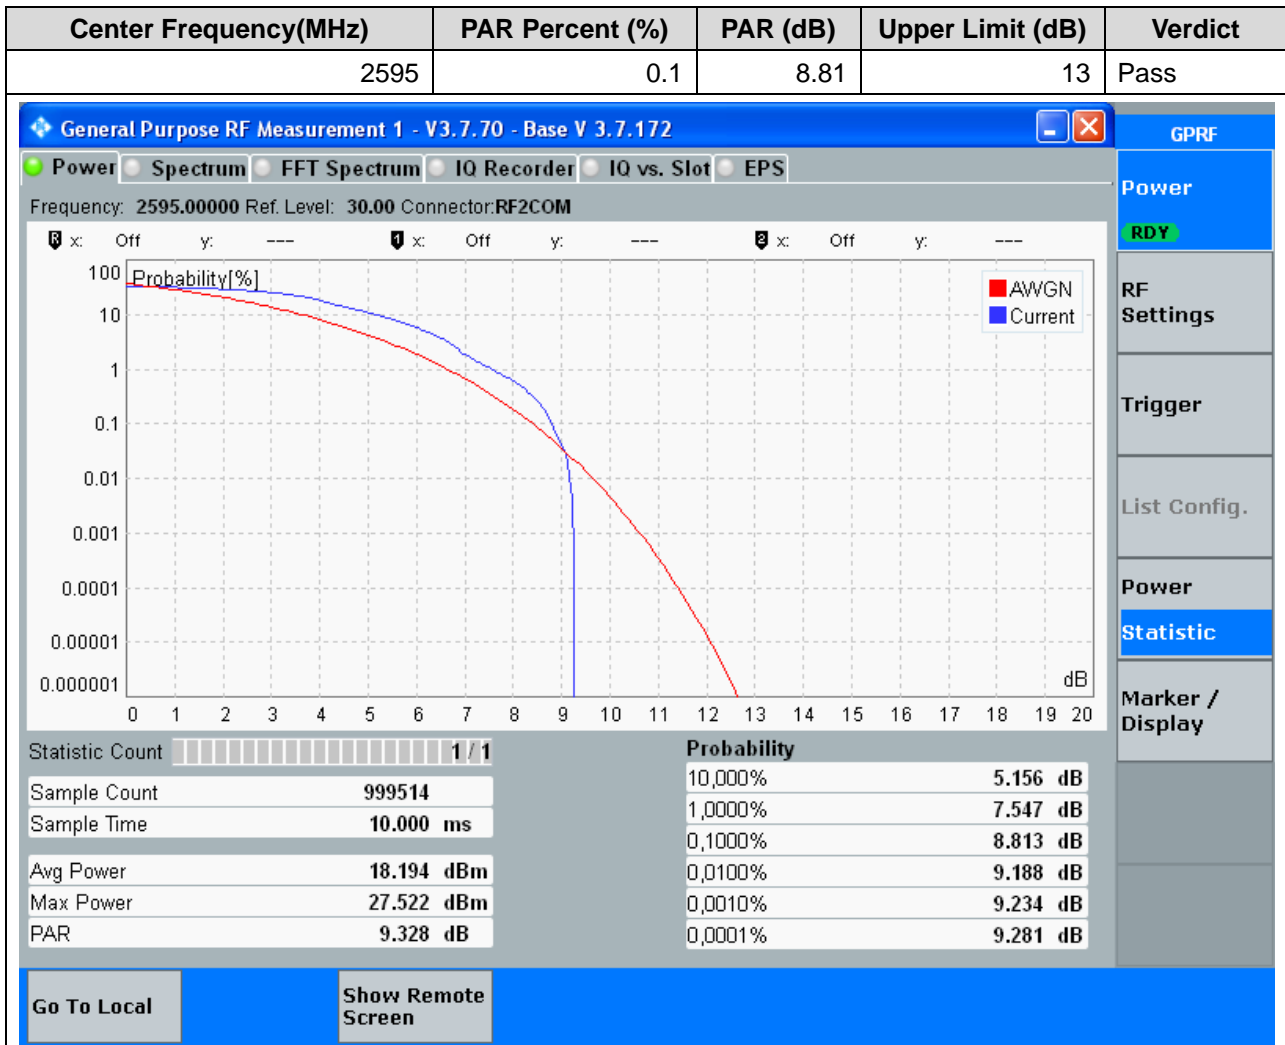 Center Frequency(MHz) PAR Percent (%) PAR (dB) Upper Limit (dB) Verdict
2595 0.1 8.81 13 Pass
General Purpose RF Measurement 1 - V3.7.70 - Base V 3.7.172
GPRF
Power Spectrum FFT Spectrum IQ Recorder IQ vs. Slot EPS
Power
RDY
Frequency: 2595.00000 Ref. Level: 30.00 Connector:RF2COM
R x: Off y: --- 1 x: Off y: --- 2 x: Off y: ---
Probability[%]
AWGN
Current
100
10
1
0.1
0.01
0.001
0.0001
0.00001
0.000001
dB
0 1 2 3 4 5 6 7 8 9 10 11 12 13 14 15 16 17 18 19 20
RF
Settings
Trigger
List Config.
Power
Statistic
Marker /
Display
Statistic Count 1 / 1
Sample Count 999514
Sample Time 10.000 ms
Avg Power 18.194 dBm
Max Power 27.522 dBm
PAR 9.328 dB
Probability
10,000% 5.156 dB
1,0000% 7.547 dB
0,1000% 8.813 dB
0,0100% 9.188 dB
0,0010% 9.234 dB
0,0001% 9.281 dB
Go To Local
Show Remote
Screen